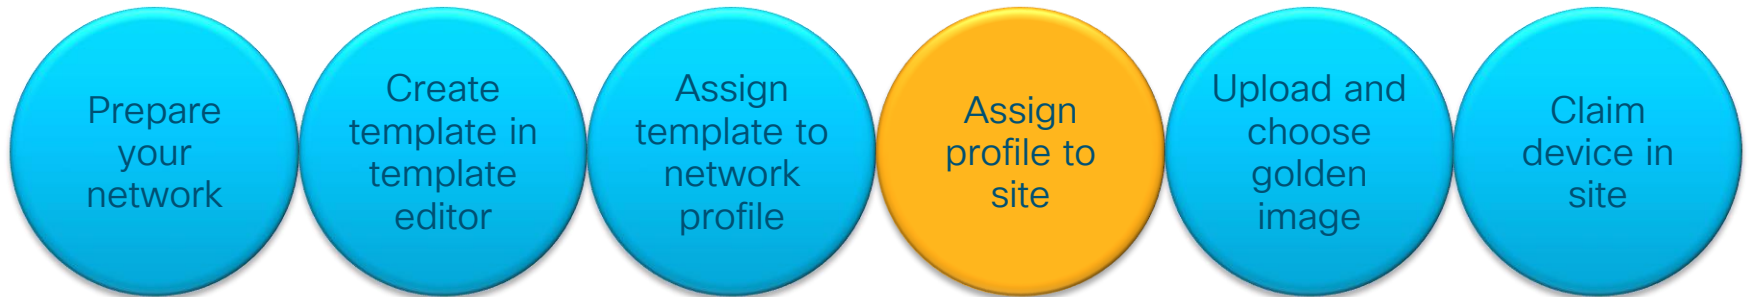 Prepare
your
network
Create
template in
template
editor
Assign
template to
network
profile
Assign
profile to
site
Upload and
choose
golden
image
Claim
device in
site